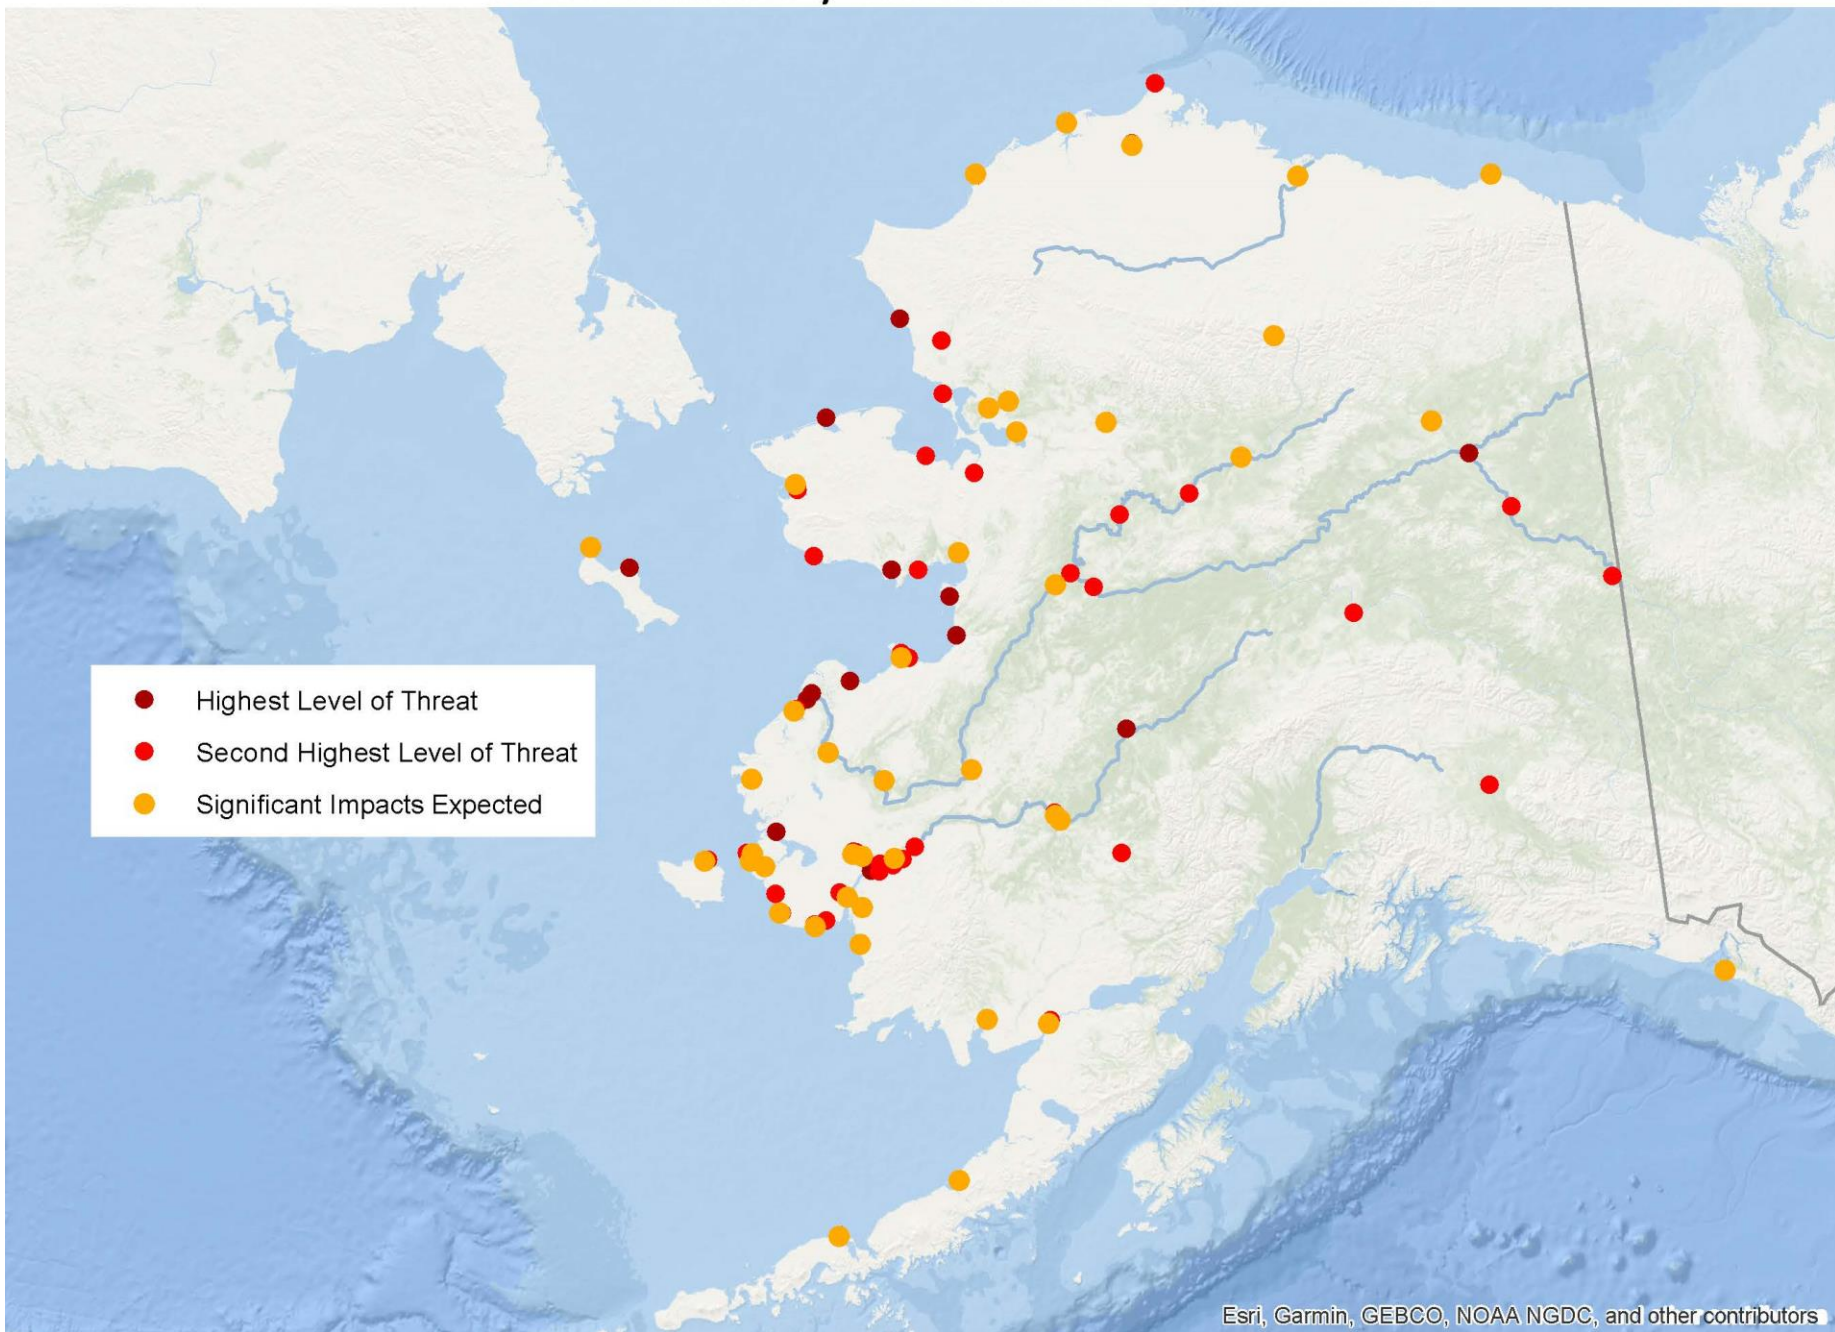 Highest Level of Threat
Second Highest Level of Threat
Significant Impacts Expected
Esri, Garmin, GEBCO, NOAA NGDC, and other contributors